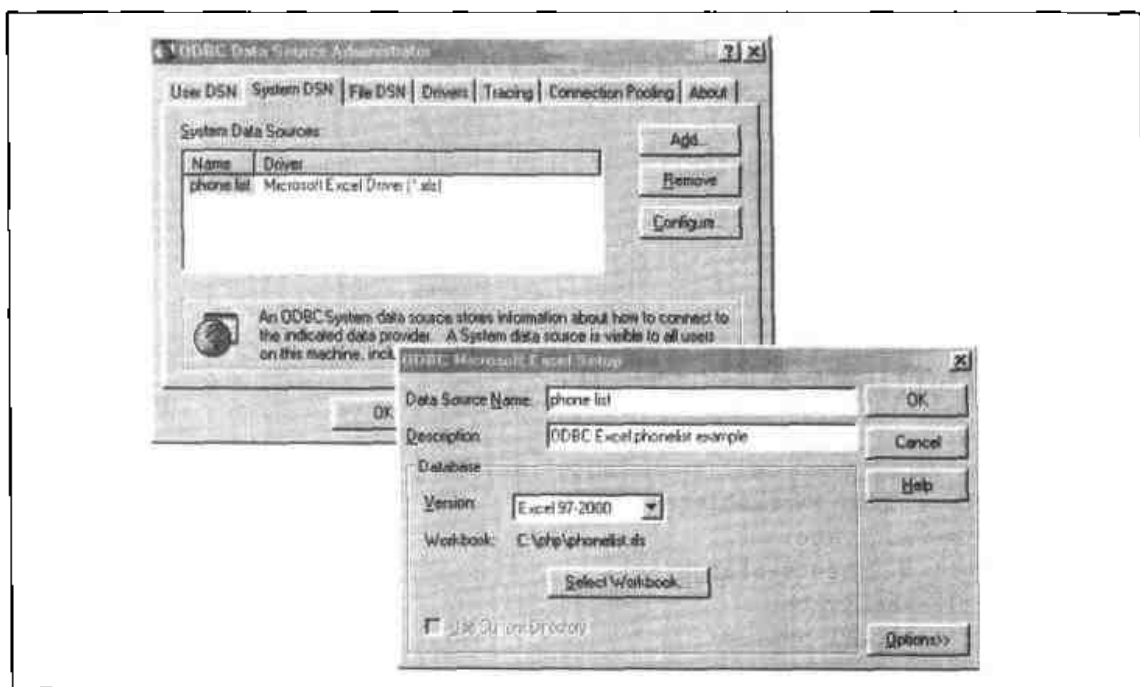 ODBC Data Source Administrator
User DSN System DSN File DSN Drivers Tracing Connection Pooling About
System Data Sources:
Name Driver
phone list Microsoft Excel Driver (*.xls)
Add...
Remove
Configure...
An ODBC System data source stores information about how to connect to
the indicated data provider. A System data source is visible to all users
on this machine, incl
OK
ODBC Microsoft Excel Setup
Data Source Name: phone list
Description: ODBC Excel phonelist example
OK
Cancel
Help
Database
Version: Excel 97-2000
Workbook: C:\php\phonelist.xls
Select Workbook...
Use Current Directory
Options>>